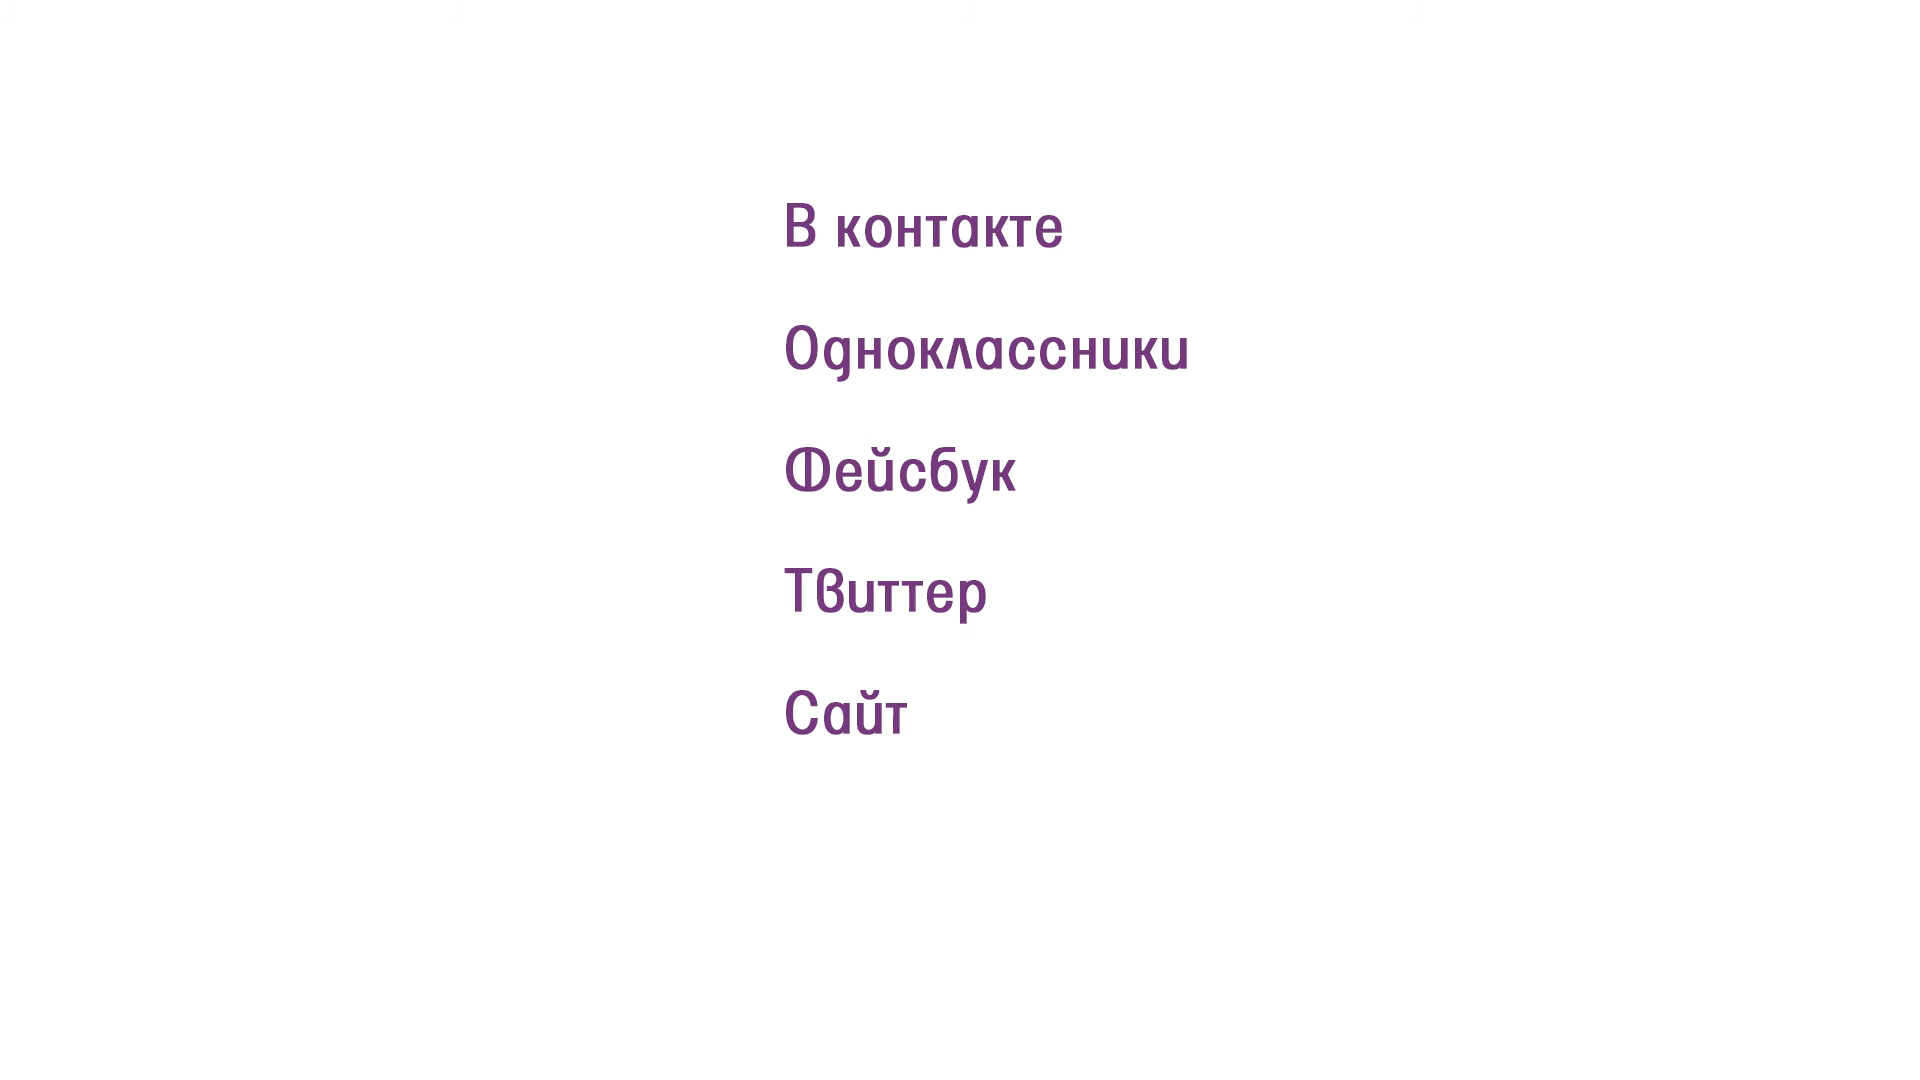 В контакте
Одноклассники
Фейсбук
Твиттер
Сайт